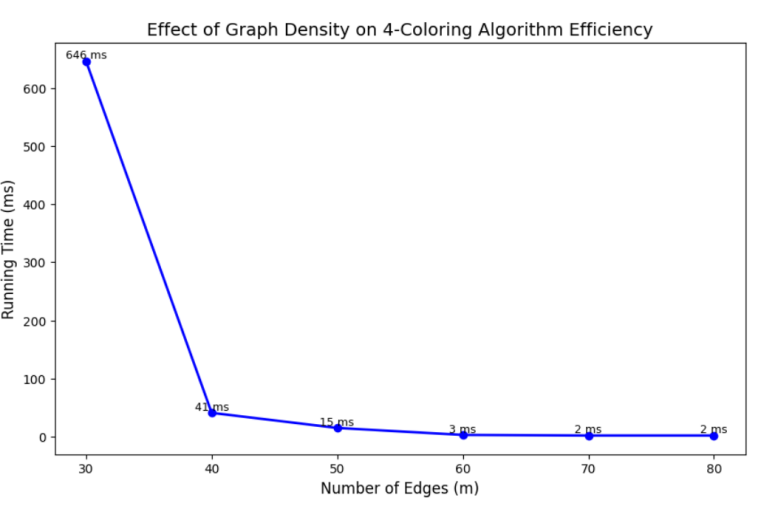 Effect of Graph Density on 4-Coloring Algorithm Efficiency
646 ms
600
500
400
300
200
100
0
Running Time (ms)
41 ms
15 ms
3 ms
2 ms
2 ms
30 40 50 60 70 80
Number of Edges (m)